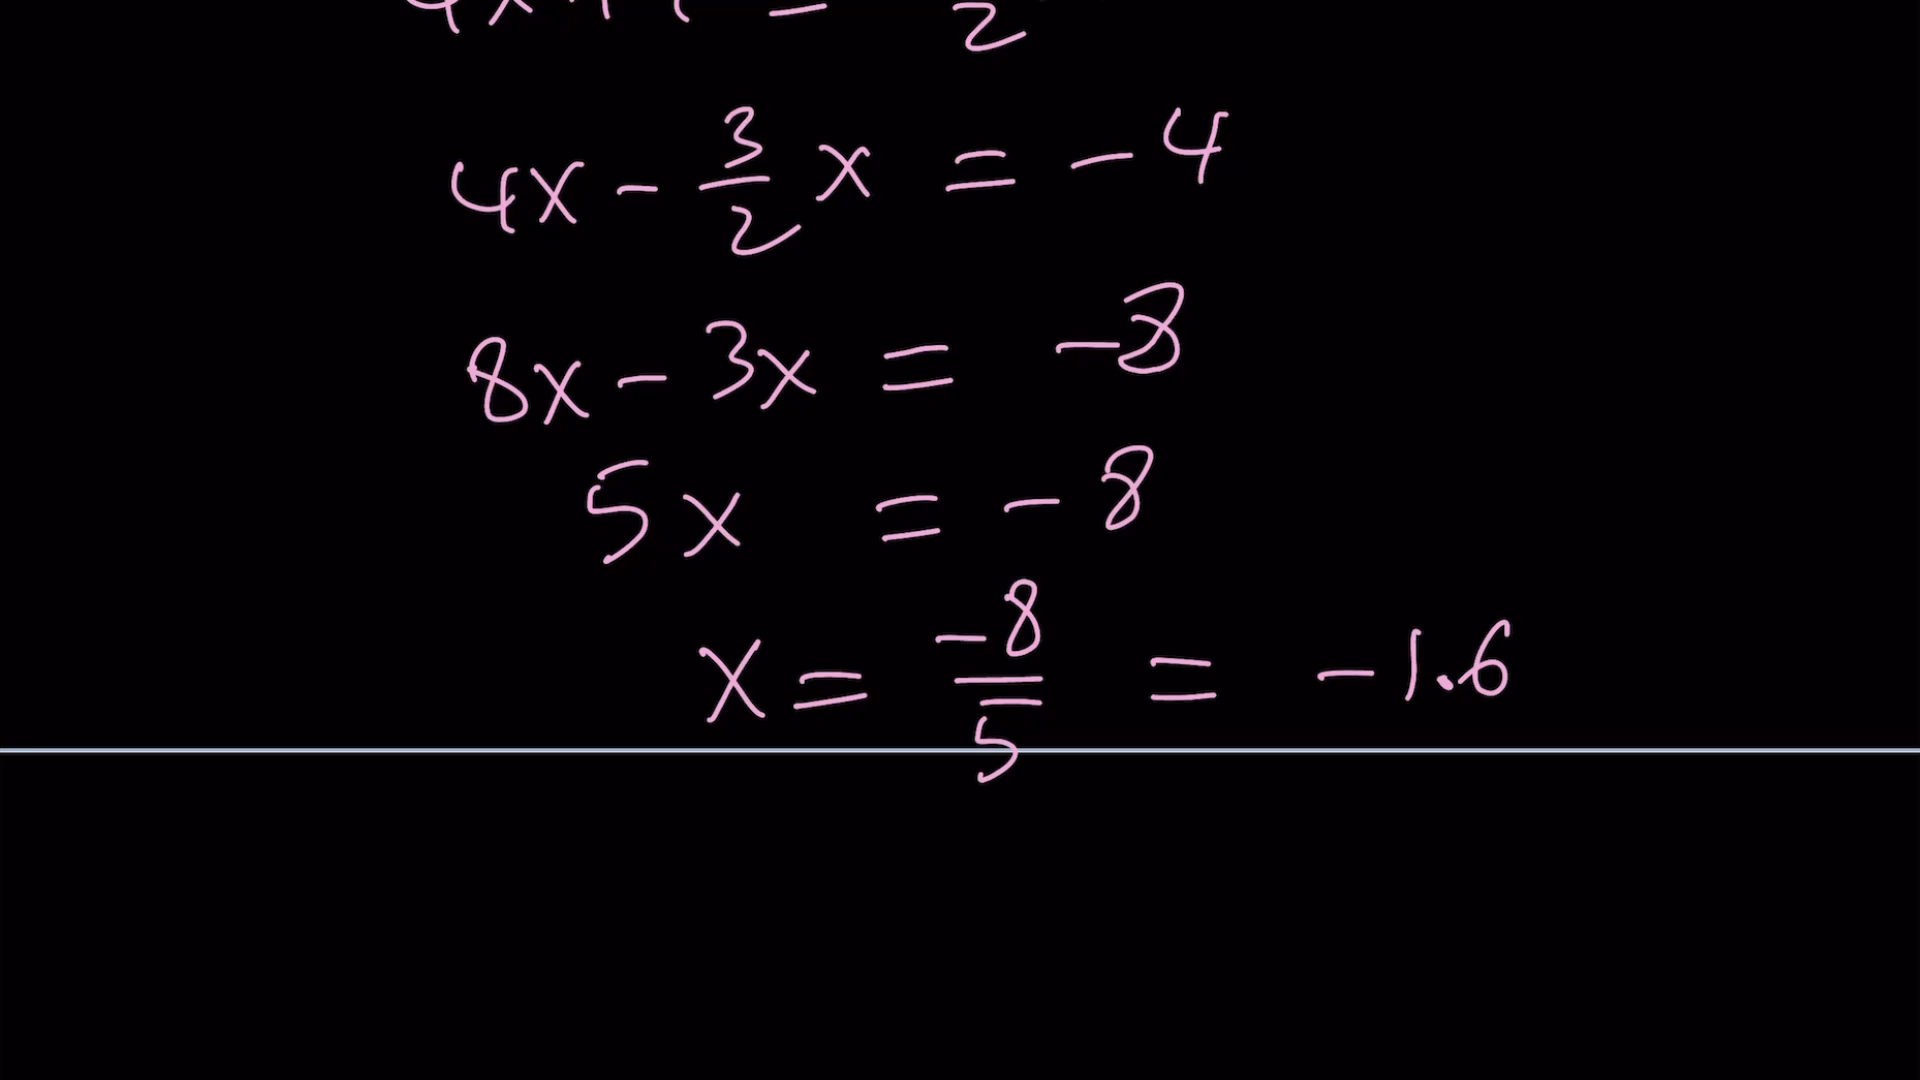 4x - 3/2 x = -4
8x - 3x = -8
5x = -8
x = -8/5 = -1.6